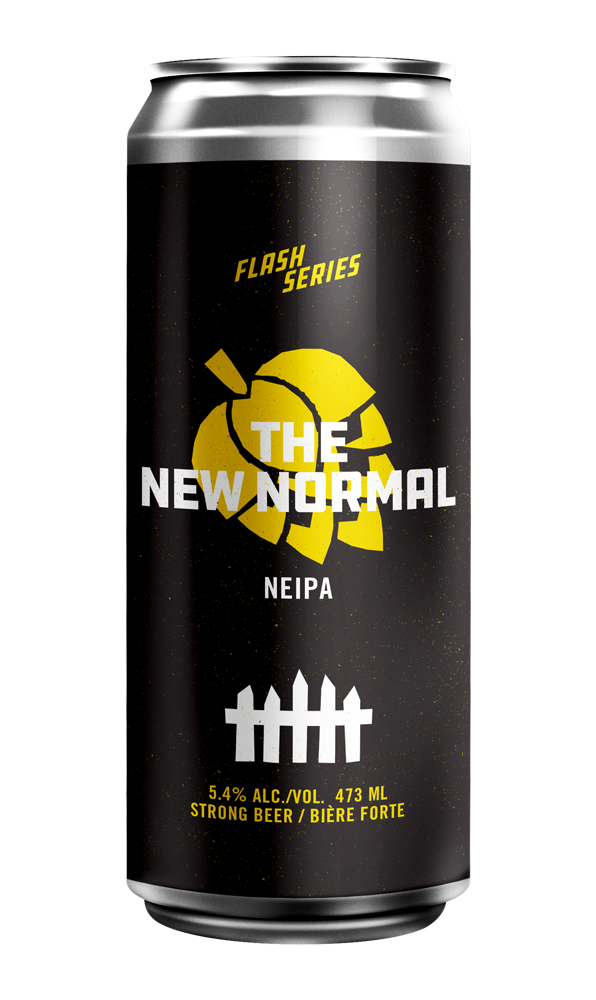 FLASH
SERIES
THE
NEW NORMAL
NEIPA
5.4% ALC./VOL. 473 ML
STRONG BEER / BIÈRE FORTE